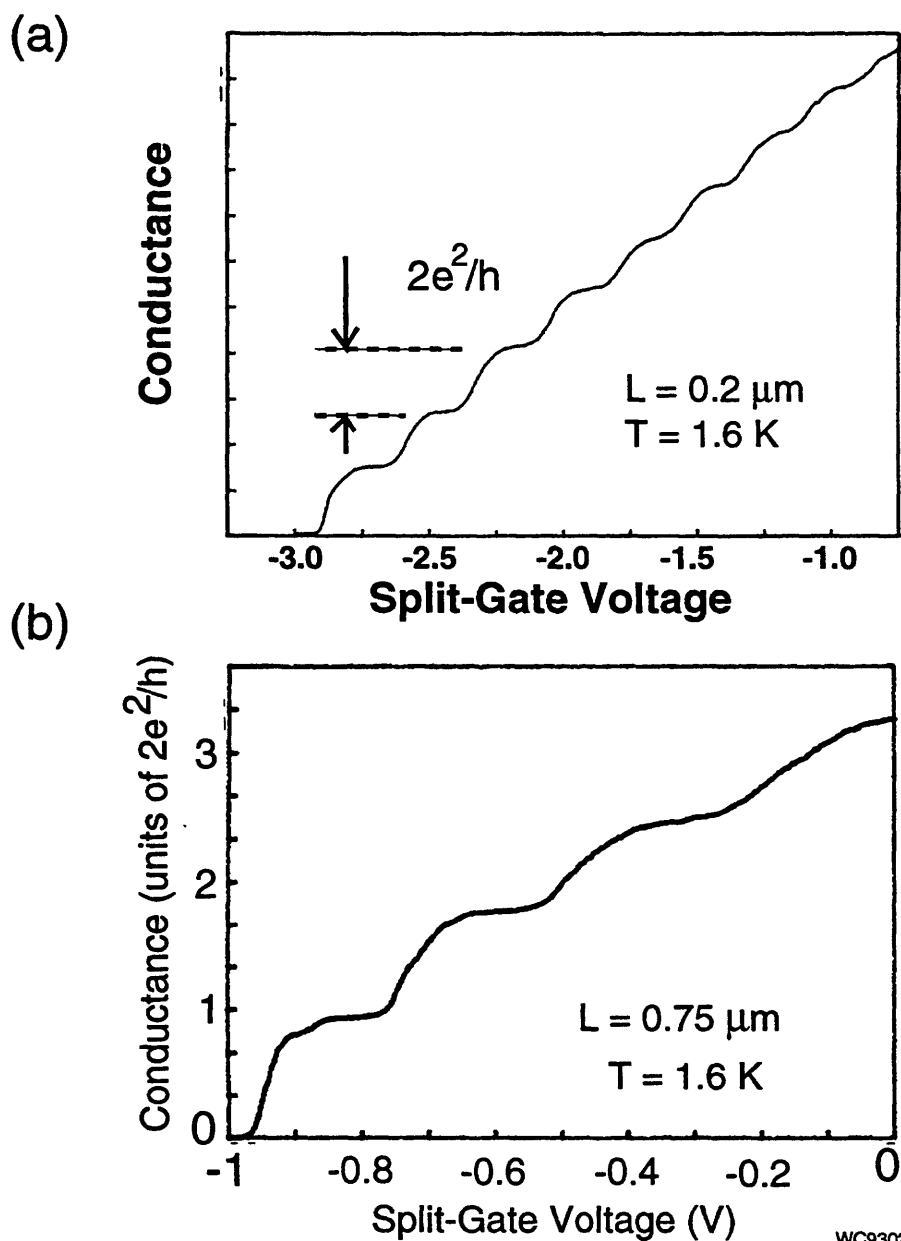 (a)
Conductance
2e²/h
L = 0.2 μm
T = 1.6 K
-3.0 -2.5 -2.0 -1.5 -1.0
Split-Gate Voltage
(b)
Conductance (units of 2e²/h)
3
2
1
0
L = 0.75 μm
T = 1.6 K
-1 -0.8 -0.6 -0.4 -0.2 0
Split-Gate Voltage (V)